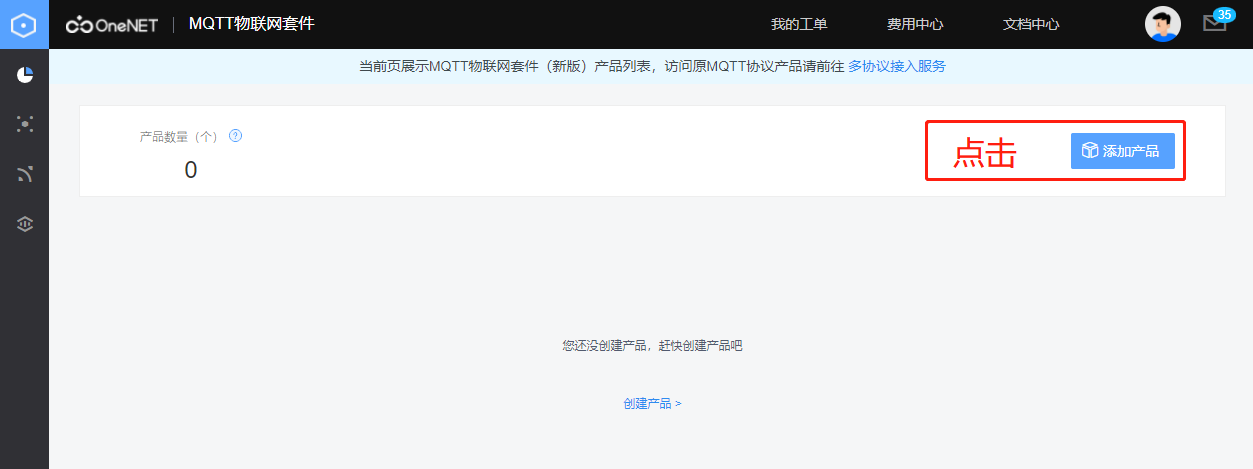 OneNET MQTT物联网套件 我的工单 费用中心 文档中心 35
当前页展示MQTT物联网套件（新版）产品列表，访问原MQTT协议产品请前往 多协议接入服务
产品数量（个） ?
0
点击 添加产品
您还没创建产品，赶快创建产品吧
创建产品 >